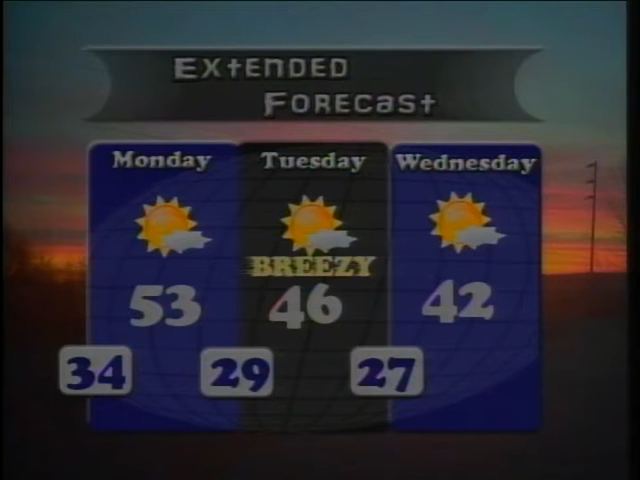 Extended
Forecast
Monday Tuesday Wednesday
BREEZY
53 46 42
34 29 27